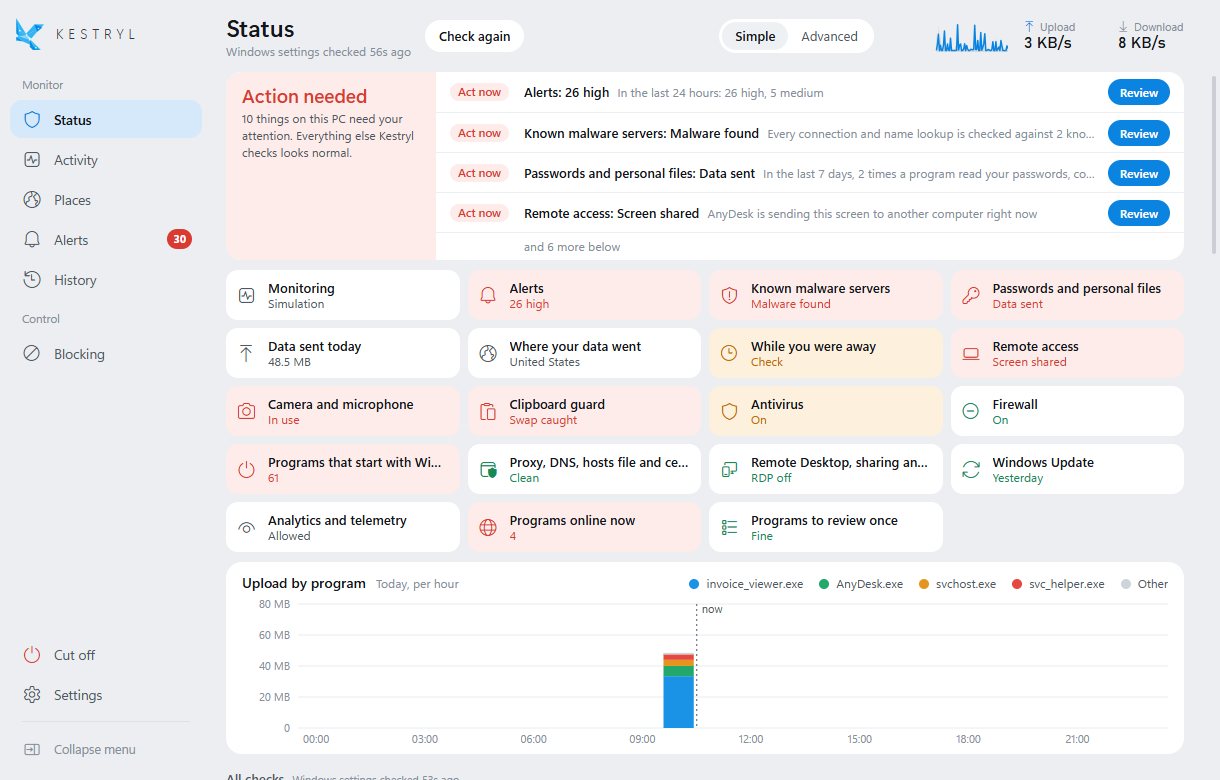 KESTRYL
Status
Windows settings checked 56s ago
Check again
Simple
Advanced
Upload
3 KB/s
Download
8 KB/s
Monitor
Status
Activity
Places
Alerts
30
History
Control
Blocking
Cut off
Settings
Collapse menu
Action needed
10 things on this PC need your
attention. Everything else Kestryl
checks looks normal.
Act now Alerts: 26 high In the last 24 hours: 26 high, 5 medium Review
Act now Known malware servers: Malware found Every connection and name lookup is checked against 2 kno... Review
Act now Passwords and personal files: Data sent In the last 7 days, 2 times a program read your passwords, co... Review
Act now Remote access: Screen shared AnyDesk is sending this screen to another computer right now Review
and 6 more below
Monitoring
Simulation
Alerts
26 high
Known malware servers
Malware found
Passwords and personal files
Data sent
Data sent today
48.5 MB
Where your data went
United States
While you were away
Check
Remote access
Screen shared
Camera and microphone
In use
Clipboard guard
Swap caught
Antivirus
On
Firewall
On
Programs that start with Wi...
61
Proxy, DNS, hosts file and ce...
Clean
Remote Desktop, sharing an...
RDP off
Windows Update
Yesterday
Analytics and telemetry
Allowed
Programs online now
4
Programs to review once
Fine
Upload by program Today, per hour
invoice_viewer.exe AnyDesk.exe svchost.exe svc_helper.exe Other
80 MB
now
60 MB
40 MB
20 MB
0
00:00 03:00 06:00 09:00 12:00 15:00 18:00 21:00
All checks Windows settings checked 53s ago